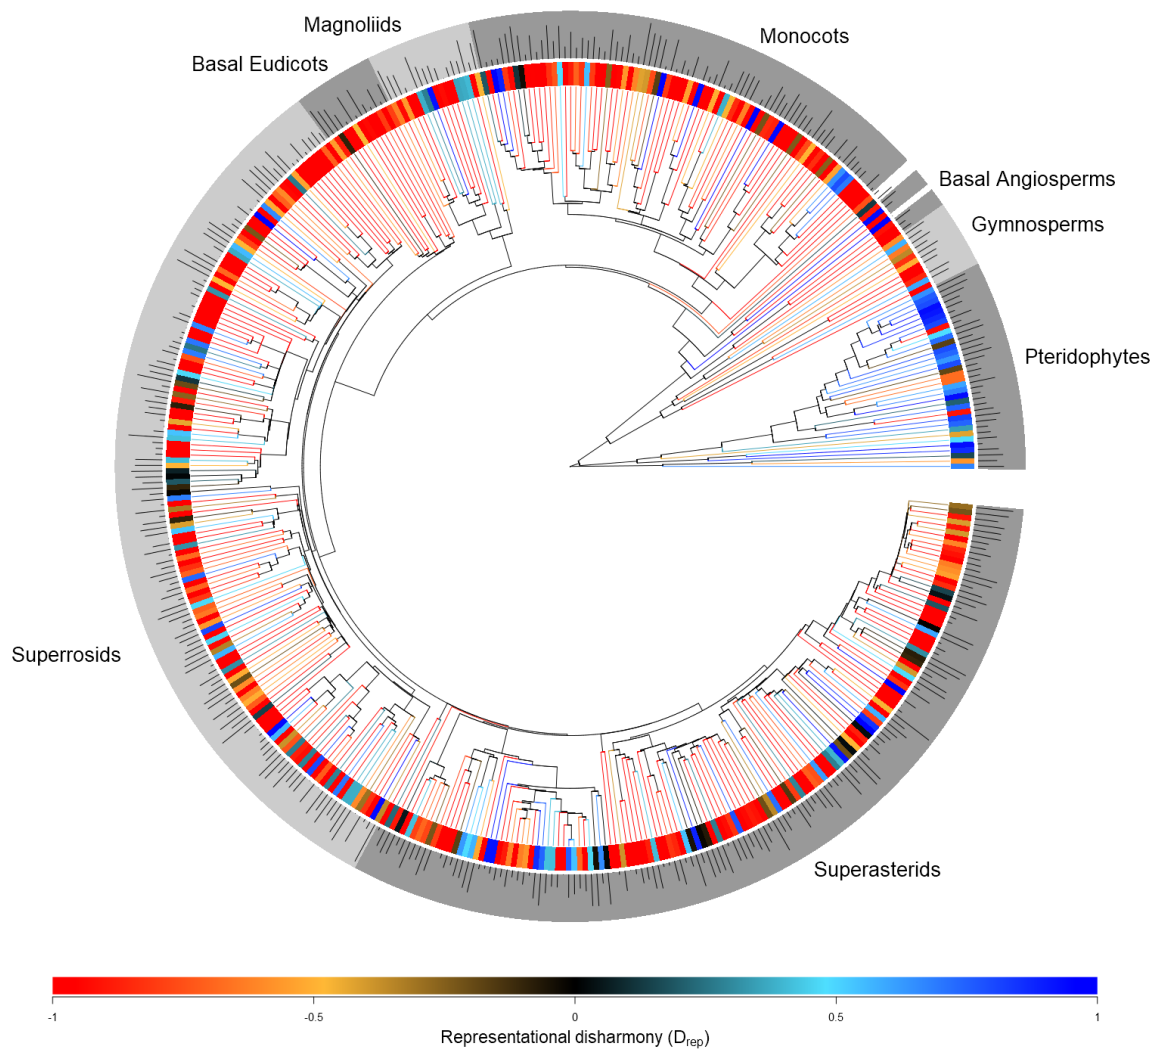 Magnoliids
Monocots
Basal Eudicots
Basal Angiosperms
Gymnosperms
Pteridophytes
Superrosids
Superasterids
-1
-0.5
0
0.5
1
Representational disharmony (Drep)